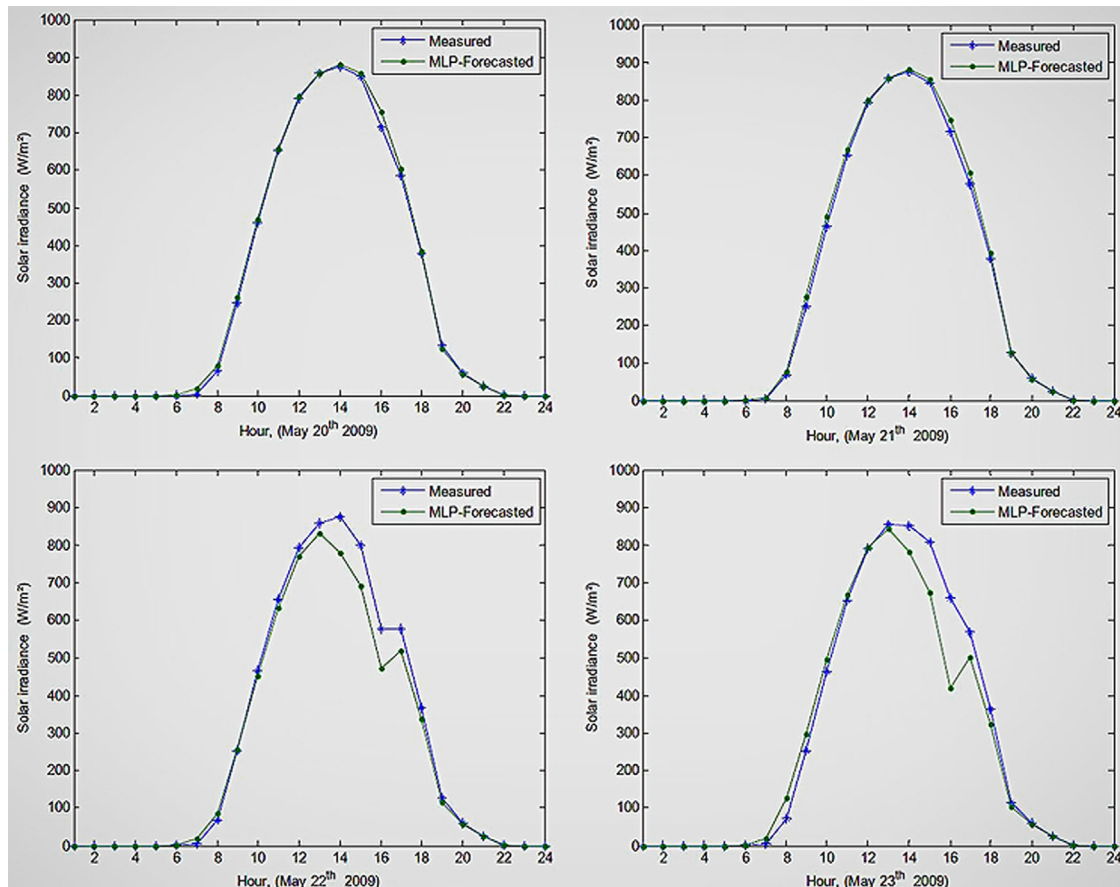 1000
900
800
700
600
500
400
300
200
100
0
Solar irradiance (W/m²)
Measured
MLP-Forecasted
2 4 6 8 10 12 14 16 18 20 22 24
Hour, (May 20th 2009)
1000
900
800
700
600
500
400
300
200
100
0
Solar irradiance (W/m²)
Measured
MLP-Forecasted
2 4 6 8 10 12 14 16 18 20 22 24
Hour, (May 21th 2009)
1000
900
800
700
600
500
400
300
200
100
0
Solar irradiance (W/m²)
Measured
MLP-Forecasted
2 4 6 8 10 12 14 16 18 20 22 24
Hour, (May 22th 2009)
1000
900
800
700
600
500
400
300
200
100
0
Solar irradiance (W/m²)
Measured
MLP-Forecasted
2 4 6 8 10 12 14 16 18 20 22 24
Hour, (May 23th 2009)